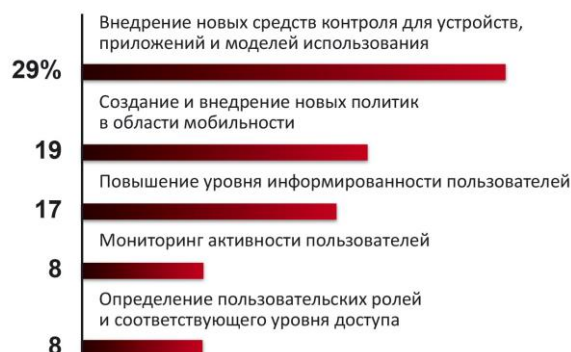 Внедрение новых средств контроля для устройств,
приложений и моделей использования
29%
Создание и внедрение новых политик
в области мобильности
19
Повышение уровня информированности пользователей
17
Мониторинг активности пользователей
8
Определение пользовательских ролей
и соответствующего уровня доступа
8